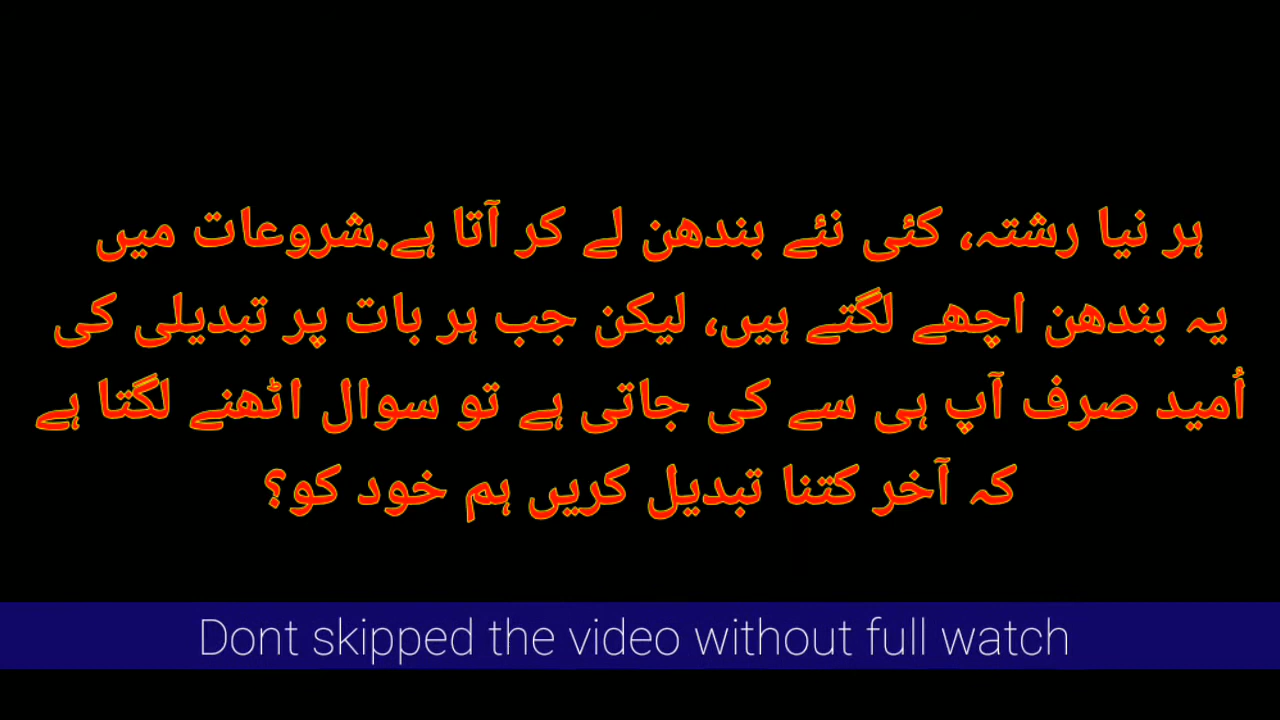 ہر نیا رشتہ، کئی نئے بندھن لے کر آتا ہے.شروعات میں
یہ بندھن اچھے لگتے ہیں، لیکن جب ہر بات پر تبدیلی کی
اُمید صرف آپ ہی سے کی جاتی ہے تو سوال اٹھنے لگتا ہے
کہ آخر کتنا تبدیل کریں ہم خود کو؟
Dont skipped the video without full watch